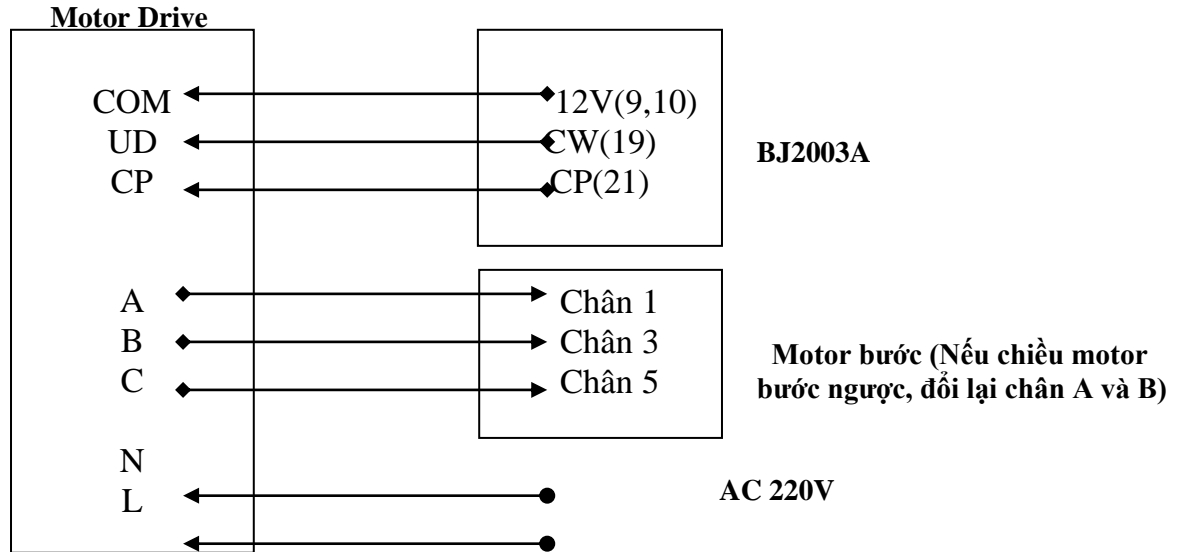 Motor Drive
COM
12V(9,10)
UD
CW(19)
CP
CP(21)
BJ2003A
A
Chân 1
B
Chân 3
C
Chân 5
Motor bước (Nếu chiều motor
bước ngược, đổi lại chân A và B)
N
L
AC 220V